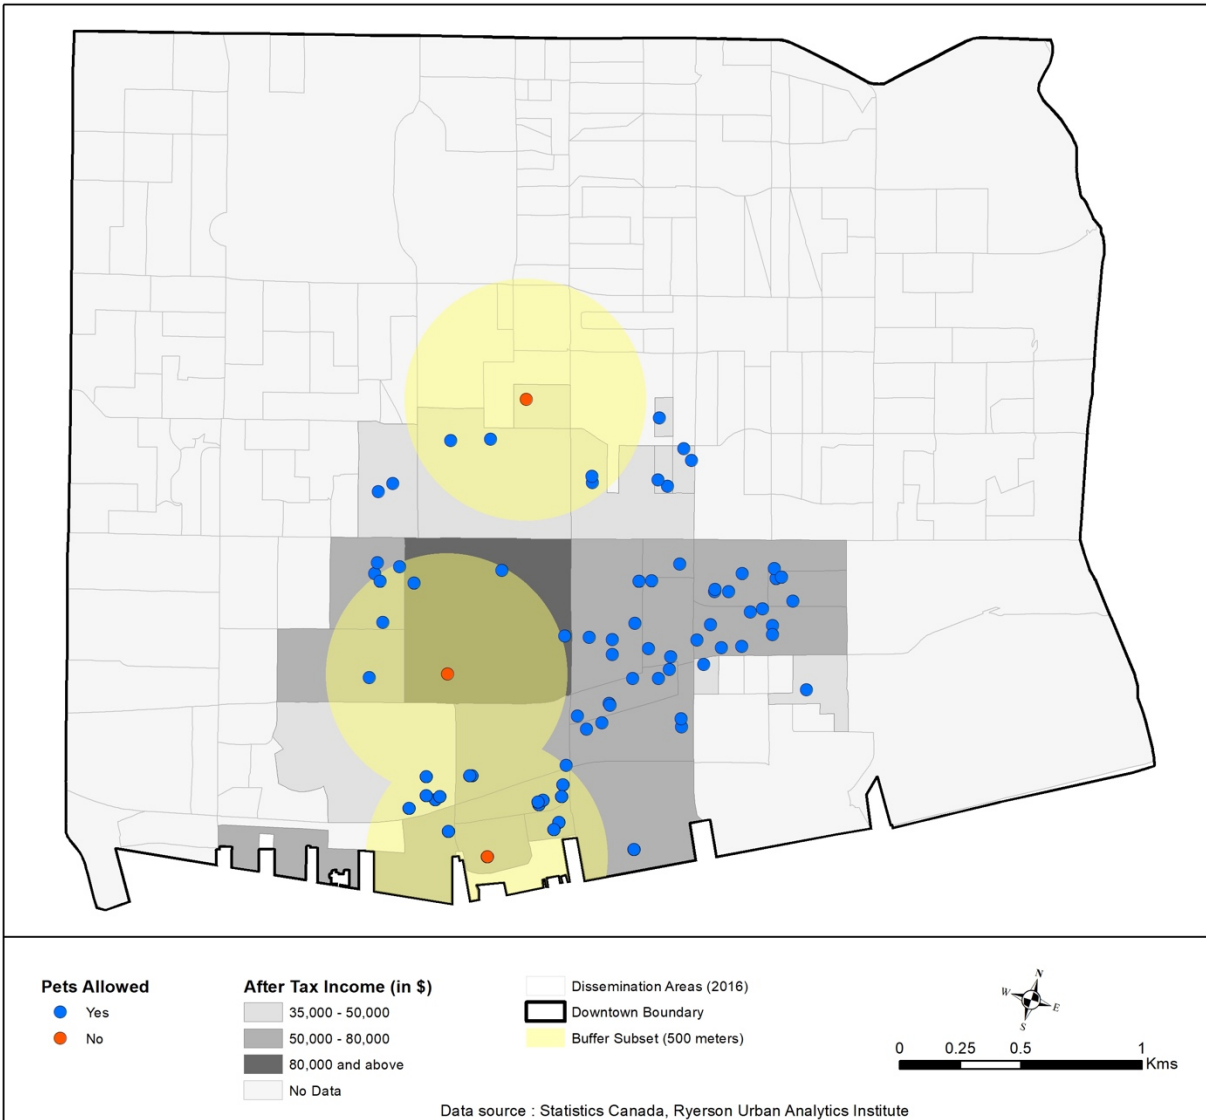 Pets Allowed
Yes
No
After Tax Income (in $)
35,000 - 50,000
50,000 - 80,000
80,000 and above
No Data
Dissemination Areas (2016)
Downtown Boundary
Buffer Subset (500 meters)
N
W
E
S
0 0.25 0.5 1
Kms
Data source : Statistics Canada, Ryerson Urban Analytics Institute